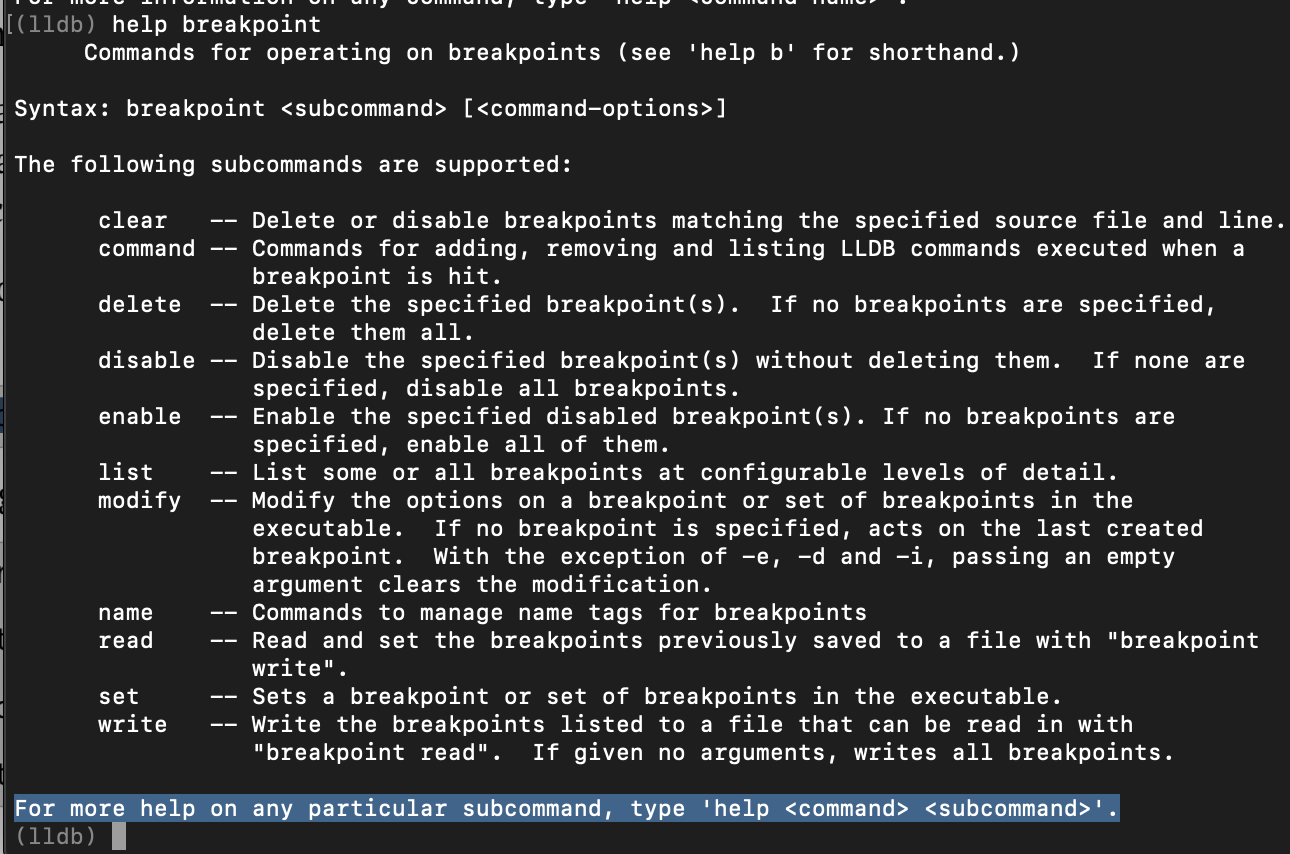 For more information on any command, type 'help <command-name>'.
[(lldb) help breakpoint
Commands for operating on breakpoints (see 'help b' for shorthand.)
Syntax: breakpoint <subcommand> [<command-options>]
The following subcommands are supported:
clear -- Delete or disable breakpoints matching the specified source file and line.
command -- Commands for adding, removing and listing LLDB commands executed when a
breakpoint is hit.
delete -- Delete the specified breakpoint(s).  If no breakpoints are specified,
delete them all.
disable -- Disable the specified breakpoint(s) without deleting them.  If none are
specified, disable all breakpoints.
enable -- Enable the specified disabled breakpoint(s). If no breakpoints are
specified, enable all of them.
list -- List some or all breakpoints at configurable levels of detail.
modify -- Modify the options on a breakpoint or set of breakpoints in the
executable.  If no breakpoint is specified, acts on the last created
breakpoint.  With the exception of -e, -d and -i, passing an empty
argument clears the modification.
name -- Commands to manage name tags for breakpoints
read -- Read and set the breakpoints previously saved to a file with "breakpoint
write".
set -- Sets a breakpoint or set of breakpoints in the executable.
write -- Write the breakpoints listed to a file that can be read in with
"breakpoint read".  If given no arguments, writes all breakpoints.
For more help on any particular subcommand, type 'help <command> <subcommand>'.
(lldb)